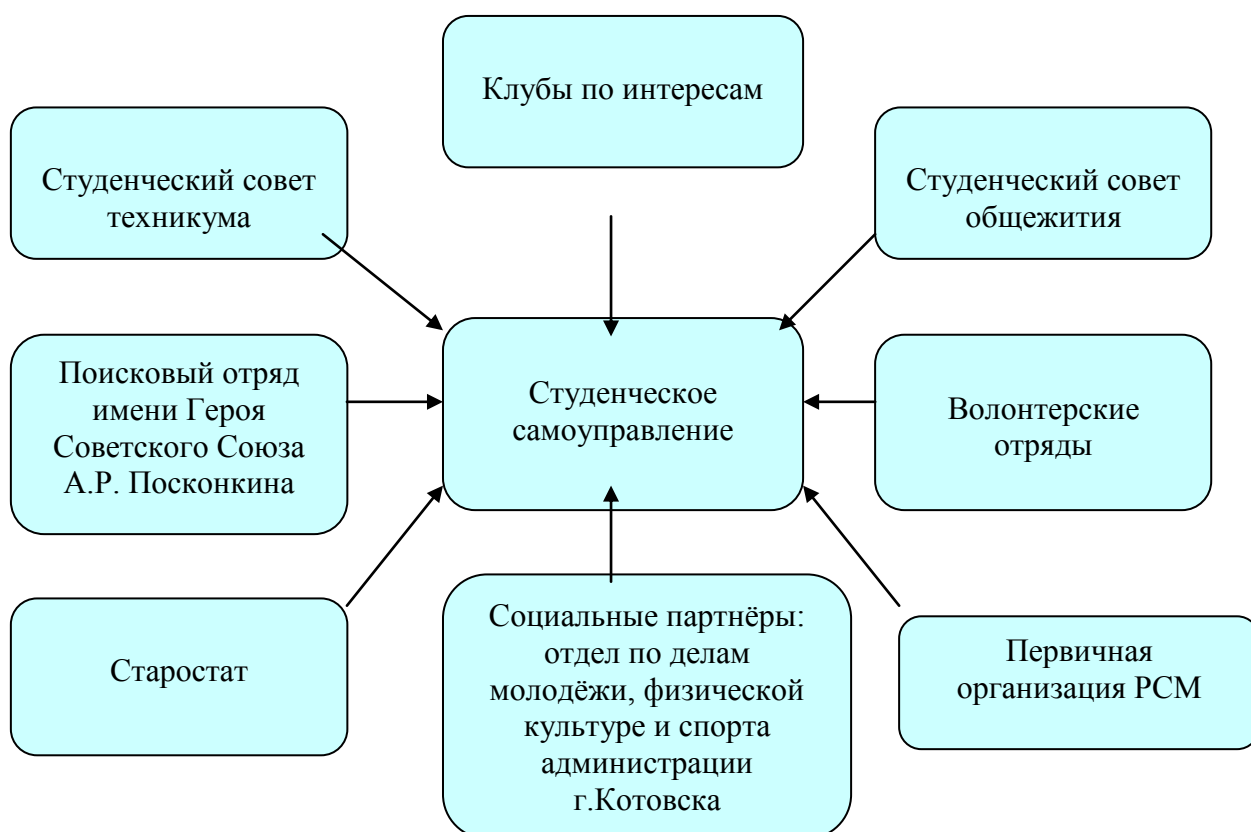 Клубы по интересам
Студенческий совет
техникума
Студенческий совет
общежития
Поисковый отряд
имени Героя
Советского Союза
А.Р. Посконкина
Студенческое
самоуправление
Волонтерские
отряды
Старостат
Социальные партнёры:
отдел по делам
молодёжи, физической
культуре и спорта
администрации
г.Котовска
Первичная
организация РСМ